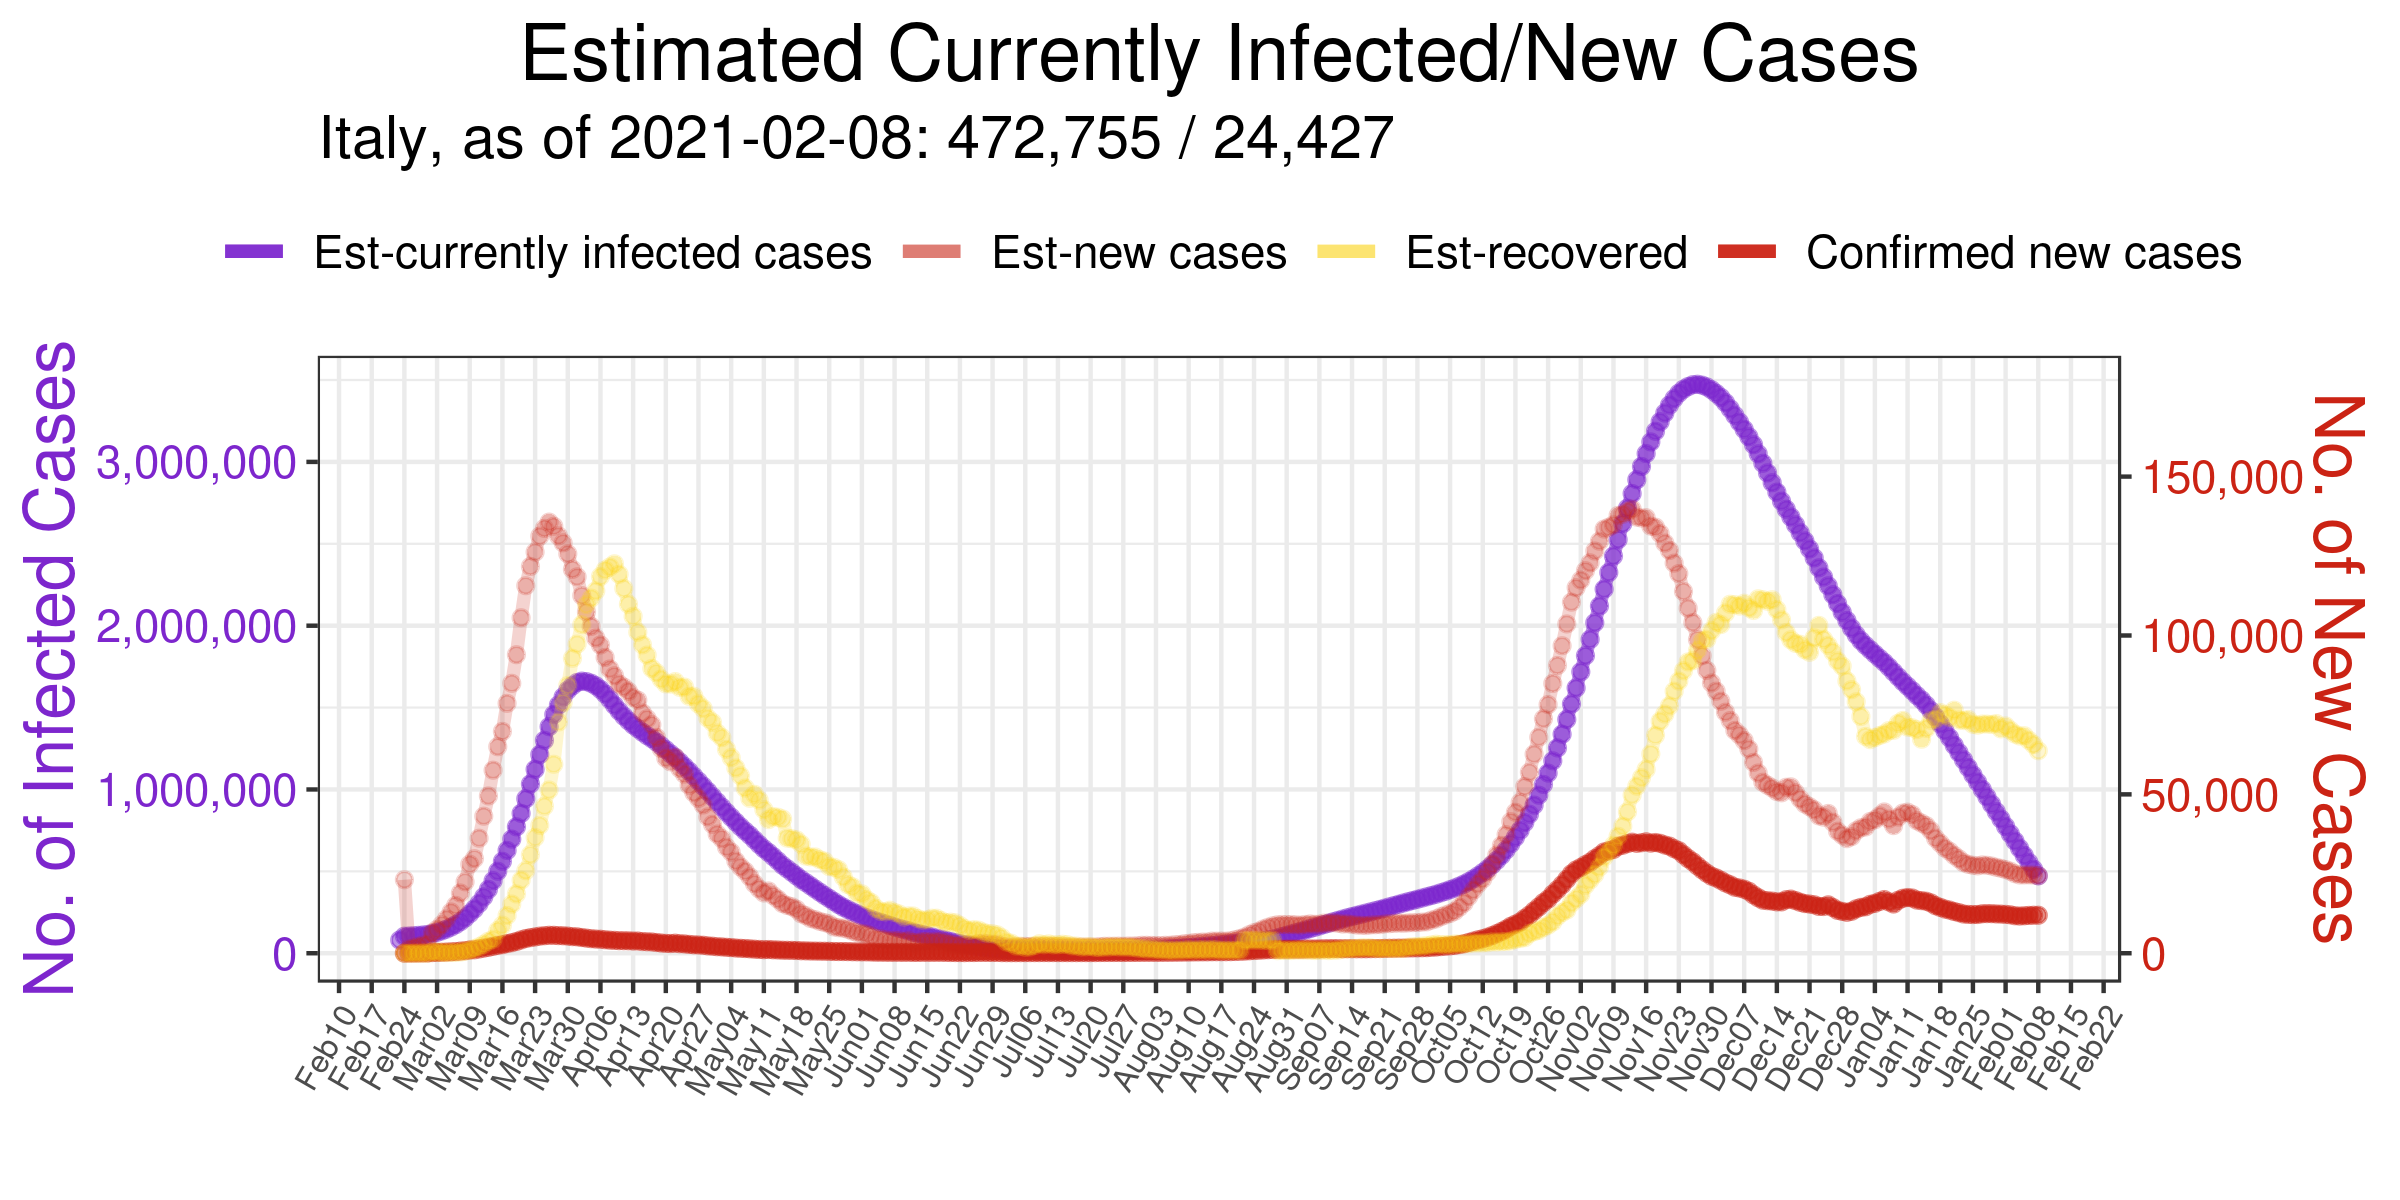 Estimated Currently Infected/New Cases
Italy, as of 2021-02-08: 472,755 / 24,427
Est-currently infected cases Est-new cases Est-recovered Confirmed new cases
No. of Infected Cases
3,000,000
2,000,000
1,000,000
0
150,000
100,000
50,000
0
No. of New Cases
Feb10 Feb17 Feb24 Mar02 Mar09 Mar16 Mar23 Mar30 Apr06 Apr13 Apr20 Apr27 May04 May11 May18 May25 Jun01 Jun08 Jun15 Jun22 Jun29 Jul06 Jul13 Jul20 Jul27 Aug03 Aug10 Aug17 Aug24 Aug31 Sep07 Sep14 Sep21 Sep28 Oct05 Oct12 Oct19 Oct26 Nov02 Nov09 Nov16 Nov23 Nov30 Dec07 Dec14 Dec21 Dec28 Jan04 Jan11 Jan18 Jan25 Feb01 Feb08 Feb15 Feb22